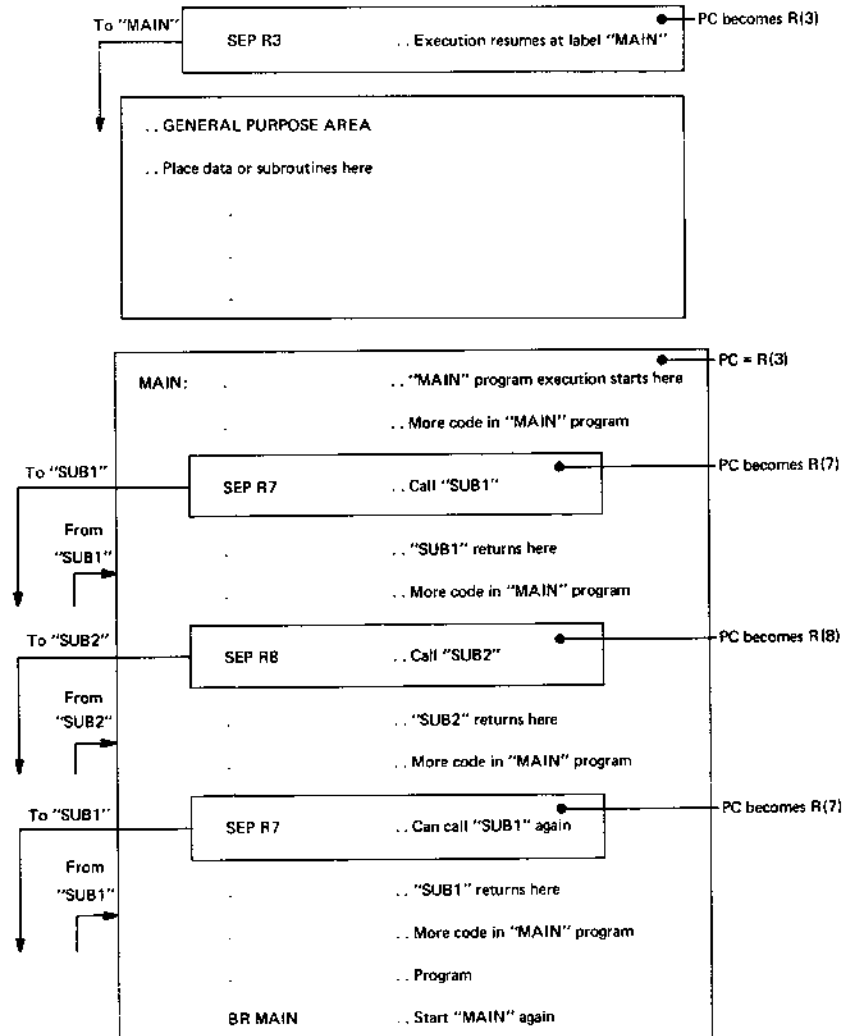 To "MAIN"
SEP R3 . . Execution resumes at label "MAIN"
PC becomes R(3)
. . GENERAL PURPOSE AREA
. . Place data or subroutines here
.
.
.
PC = R(3)
MAIN: . . . "MAIN" program execution starts here
. . . More code in "MAIN" program
To "SUB1"
SEP R7 . . Call "SUB1"
PC becomes R(7)
From
"SUB1"
. . . "SUB1" returns here
. . . More code in "MAIN" program
To "SUB2"
SEP R8 . . Call "SUB2"
PC becomes R(8)
From
"SUB2"
. . . "SUB2" returns here
. . . More code in "MAIN" program
To "SUB1"
SEP R7 . . Can call "SUB1" again
PC becomes R(7)
From
"SUB1"
. . . "SUB1" returns here
. . . More code in "MAIN" program
. . . Program
BR MAIN . . Start "MAIN" again